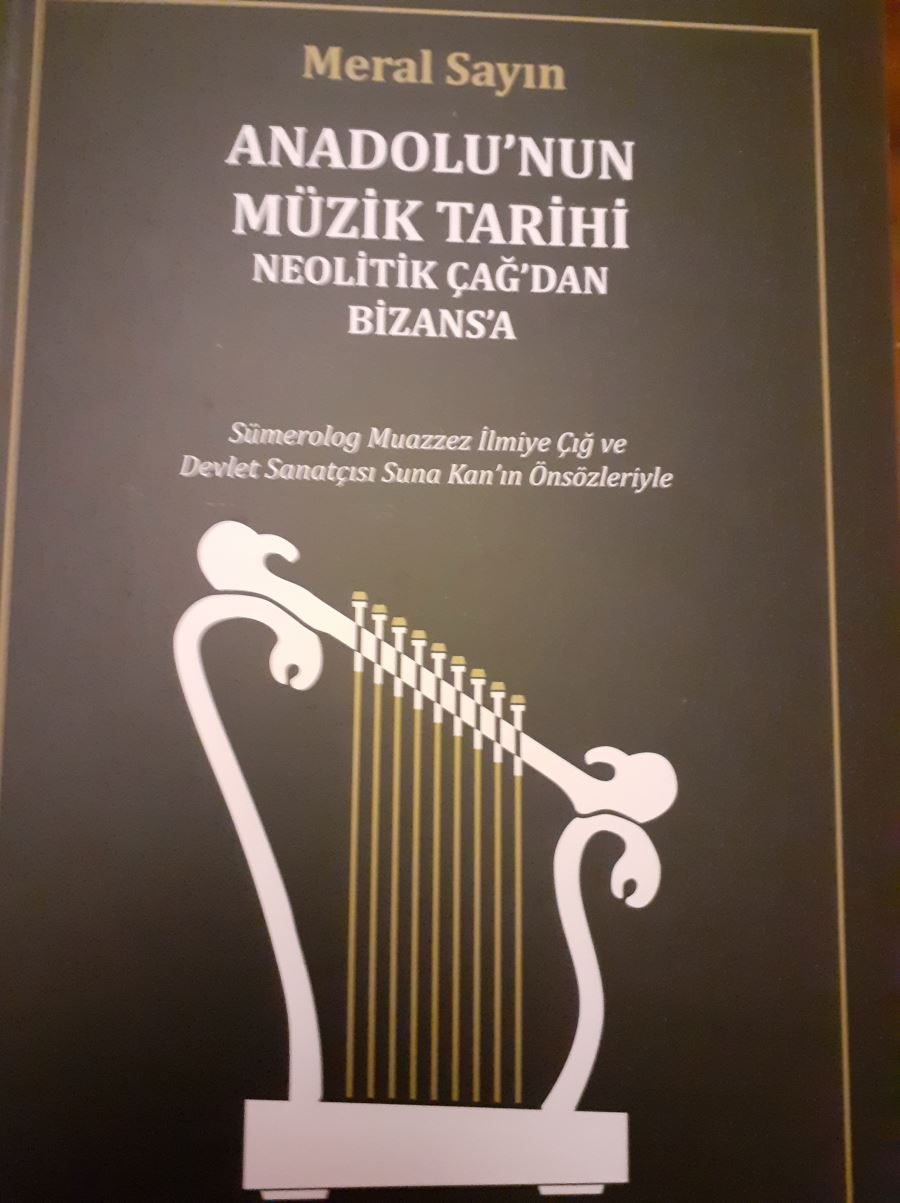 Meral Sayın
ANADOLU'NUN
MÜZİK TARİHİ
NEOLİTİK ÇAĞ'DAN
BİZANS'A
Sümerolog Muazzez İlmiye Çığ ve
Devlet Sanatçısı Suna Kan'ın Önsözleriyle